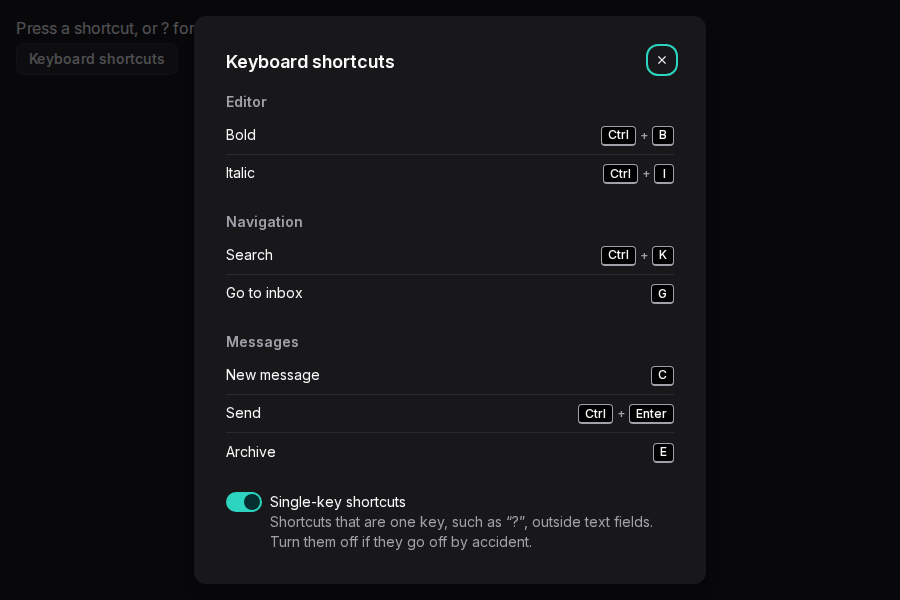 Press a shortcut, or ? for
Keyboard shortcuts
Keyboard shortcuts
Editor
Bold Ctrl + B
Italic Ctrl + I
Navigation
Search Ctrl + K
Go to inbox G
Messages
New message C
Send Ctrl + Enter
Archive E
Single-key shortcuts
Shortcuts that are one key, such as “?”, outside text fields.
Turn them off if they go off by accident.